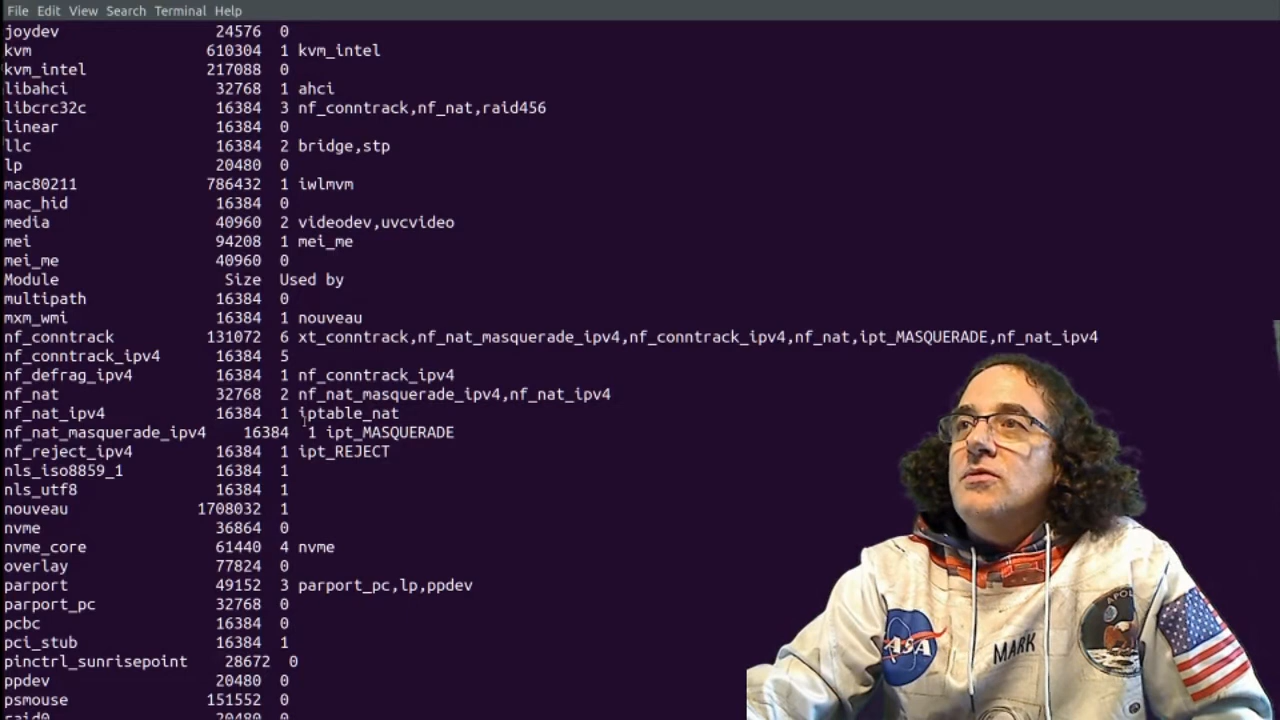 File Edit View Search Terminal Help
joydev 24576 0
kvm 610304 1 kvm_intel
kvm_intel 217088 0
libahci 32768 1 ahci
libcrc32c 16384 3 nf_conntrack,nf_nat,raid456
linear 16384 0
llc 16384 2 bridge,stp
lp 20480 0
mac80211 786432 1 iwlmvm
mac_hid 16384 0
media 40960 2 videodev,uvcvideo
mei 94208 1 mei_me
mei_me 40960 0
Module Size Used by
multipath 16384 0
mxm_wmi 16384 1 nouveau
nf_conntrack 131072 6 xt_conntrack,nf_nat_masquerade_ipv4,nf_conntrack_ipv4,nf_nat,ipt_MASQUERADE,nf_nat_ipv4
nf_conntrack_ipv4 16384 5
nf_defrag_ipv4 16384 1 nf_conntrack_ipv4
nf_nat 32768 2 nf_nat_masquerade_ipv4,nf_nat_ipv4
nf_nat_ipv4 16384 1 iptable_nat
nf_nat_masquerade_ipv4 16384 1 ipt_MASQUERADE
nf_reject_ipv4 16384 1 ipt_REJECT
nls_iso8859_1 16384 1
nls_utf8 16384 1
nouveau 1708032 1
nvme 36864 0
nvme_core 61440 4 nvme
overlay 77824 0
parport 49152 3 parport_pc,lp,ppdev
parport_pc 32768 0
pcbc 16384 0
pci_stub 16384 1
pinctrl_sunrisepoint 28672 0
ppdev 20480 0
psmouse 151552 0
raid0 20480 0
NASA
MARK
APOL